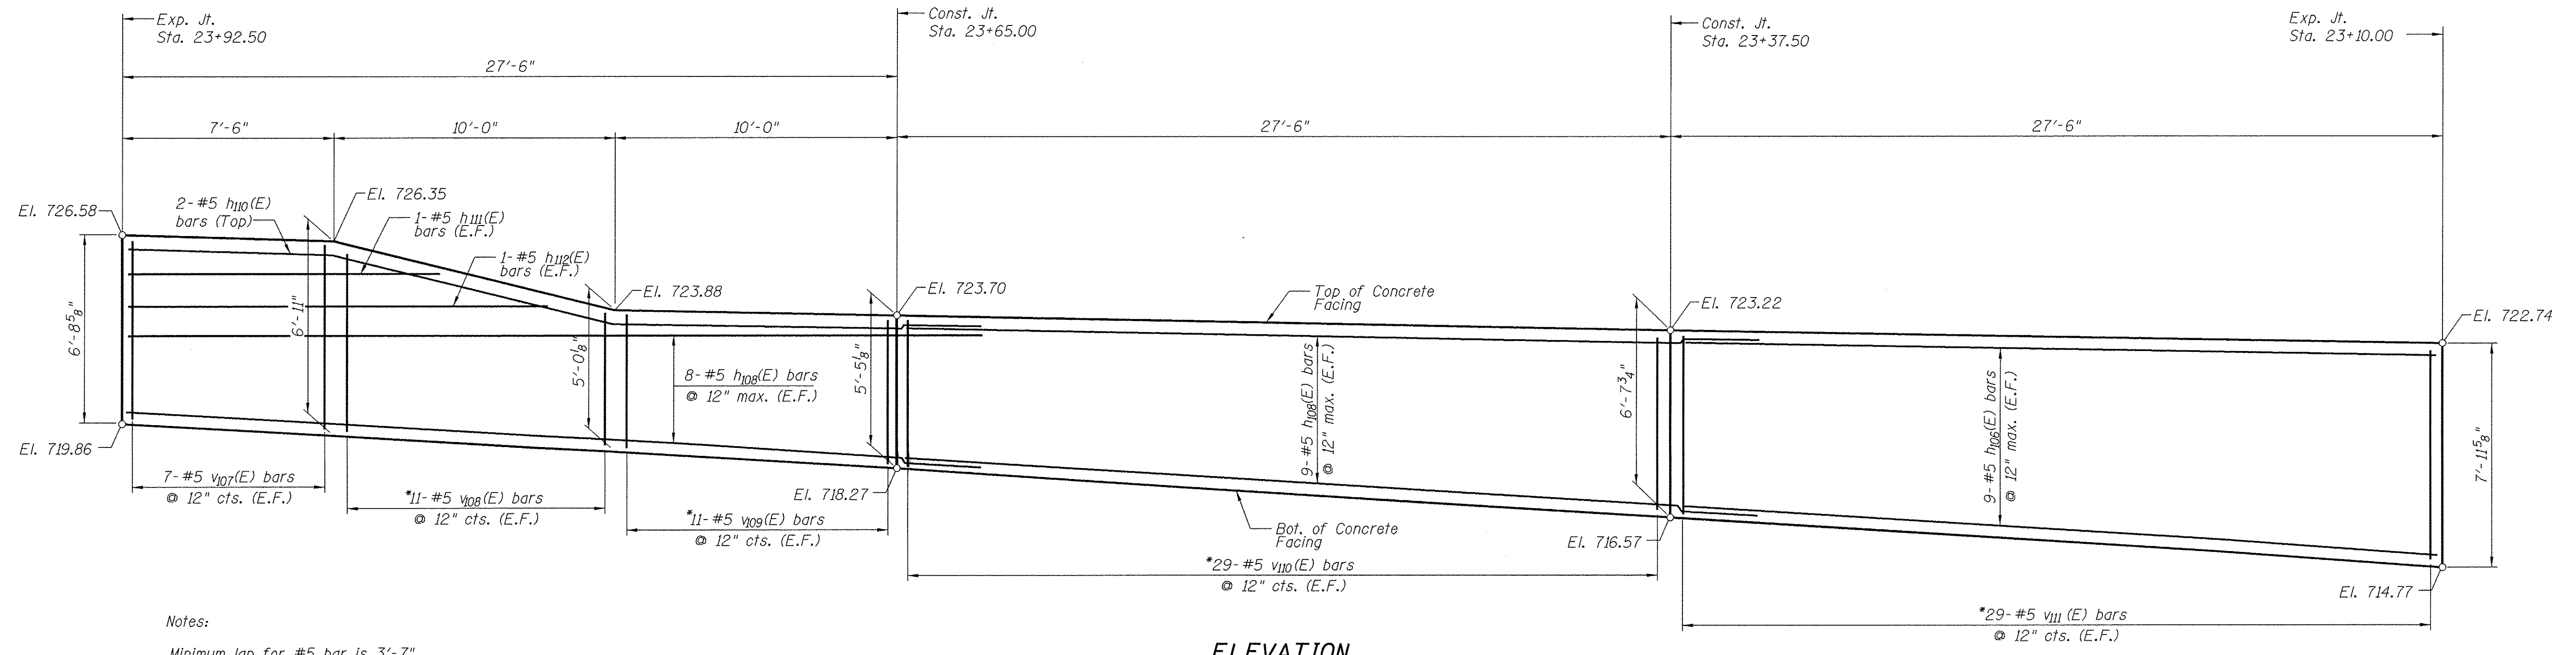 Exp. Jt.
Sta. 23+92.50
Const. Jt.
Sta. 23+65.00
Const. Jt.
Sta. 23+37.50
Exp. Jt.
Sta. 23+10.00
27'-6"
7'-6"
10'-0"
10'-0"
27'-6"
27'-6"
El. 726.58
2-#5 h110(E)
bars (Top)
El. 726.35
1-#5 h111(E)
bars (E.F.)
1-#5 h112(E)
bars (E.F.)
El. 723.88
El. 723.70
Top of Concrete
Facing
El. 723.22
El. 722.74
6'-8 5/8"
6'-11"
5'-0 1/8"
8-#5 h108(E) bars
@ 12" max. (E.F.)
5'-5 1/8"
9-#5 h108(E) bars
@ 12" max. (E.F.)
6'-7 3/4"
9-#5 h106(E) bars
@ 12" max. (E.F.)
7'-11 5/8"
El. 719.86
7-#5 v107(E) bars
@ 12" cts. (E.F.)
*11-#5 v108(E) bars
@ 12" cts. (E.F.)
*11-#5 v109(E) bars
@ 12" cts. (E.F.)
El. 718.27
Bot. of Concrete
Facing
El. 716.57
*29-#5 v110(E) bars
@ 12" cts. (E.F.)
El. 714.77
*29-#5 v111 (E) bars
@ 12" cts. (E.F.)
Notes:
Minimum lap for #5 bar is 3'-7"
ELEVATION